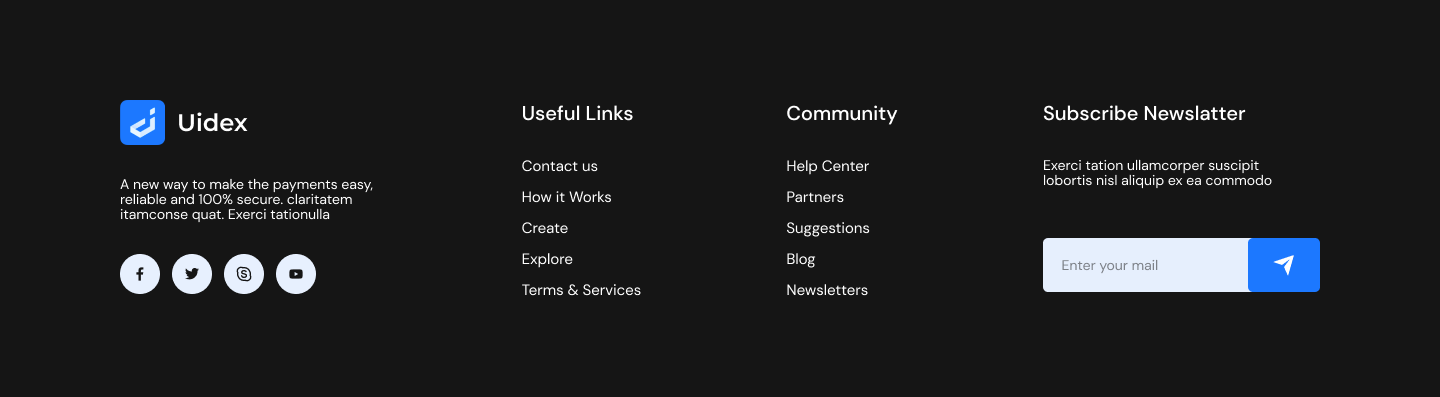 Uidex
A new way to make the payments easy,
reliable and 100% secure. claritatem
itamconse quat. Exerci tationulla
Useful Links
Contact us
How it Works
Create
Explore
Terms & Services
Community
Help Center
Partners
Suggestions
Blog
Newsletters
Subscribe Newslatter
Exerci tation ullamcorper suscipit
lobortis nisl aliquip ex ea commodo
Enter your mail